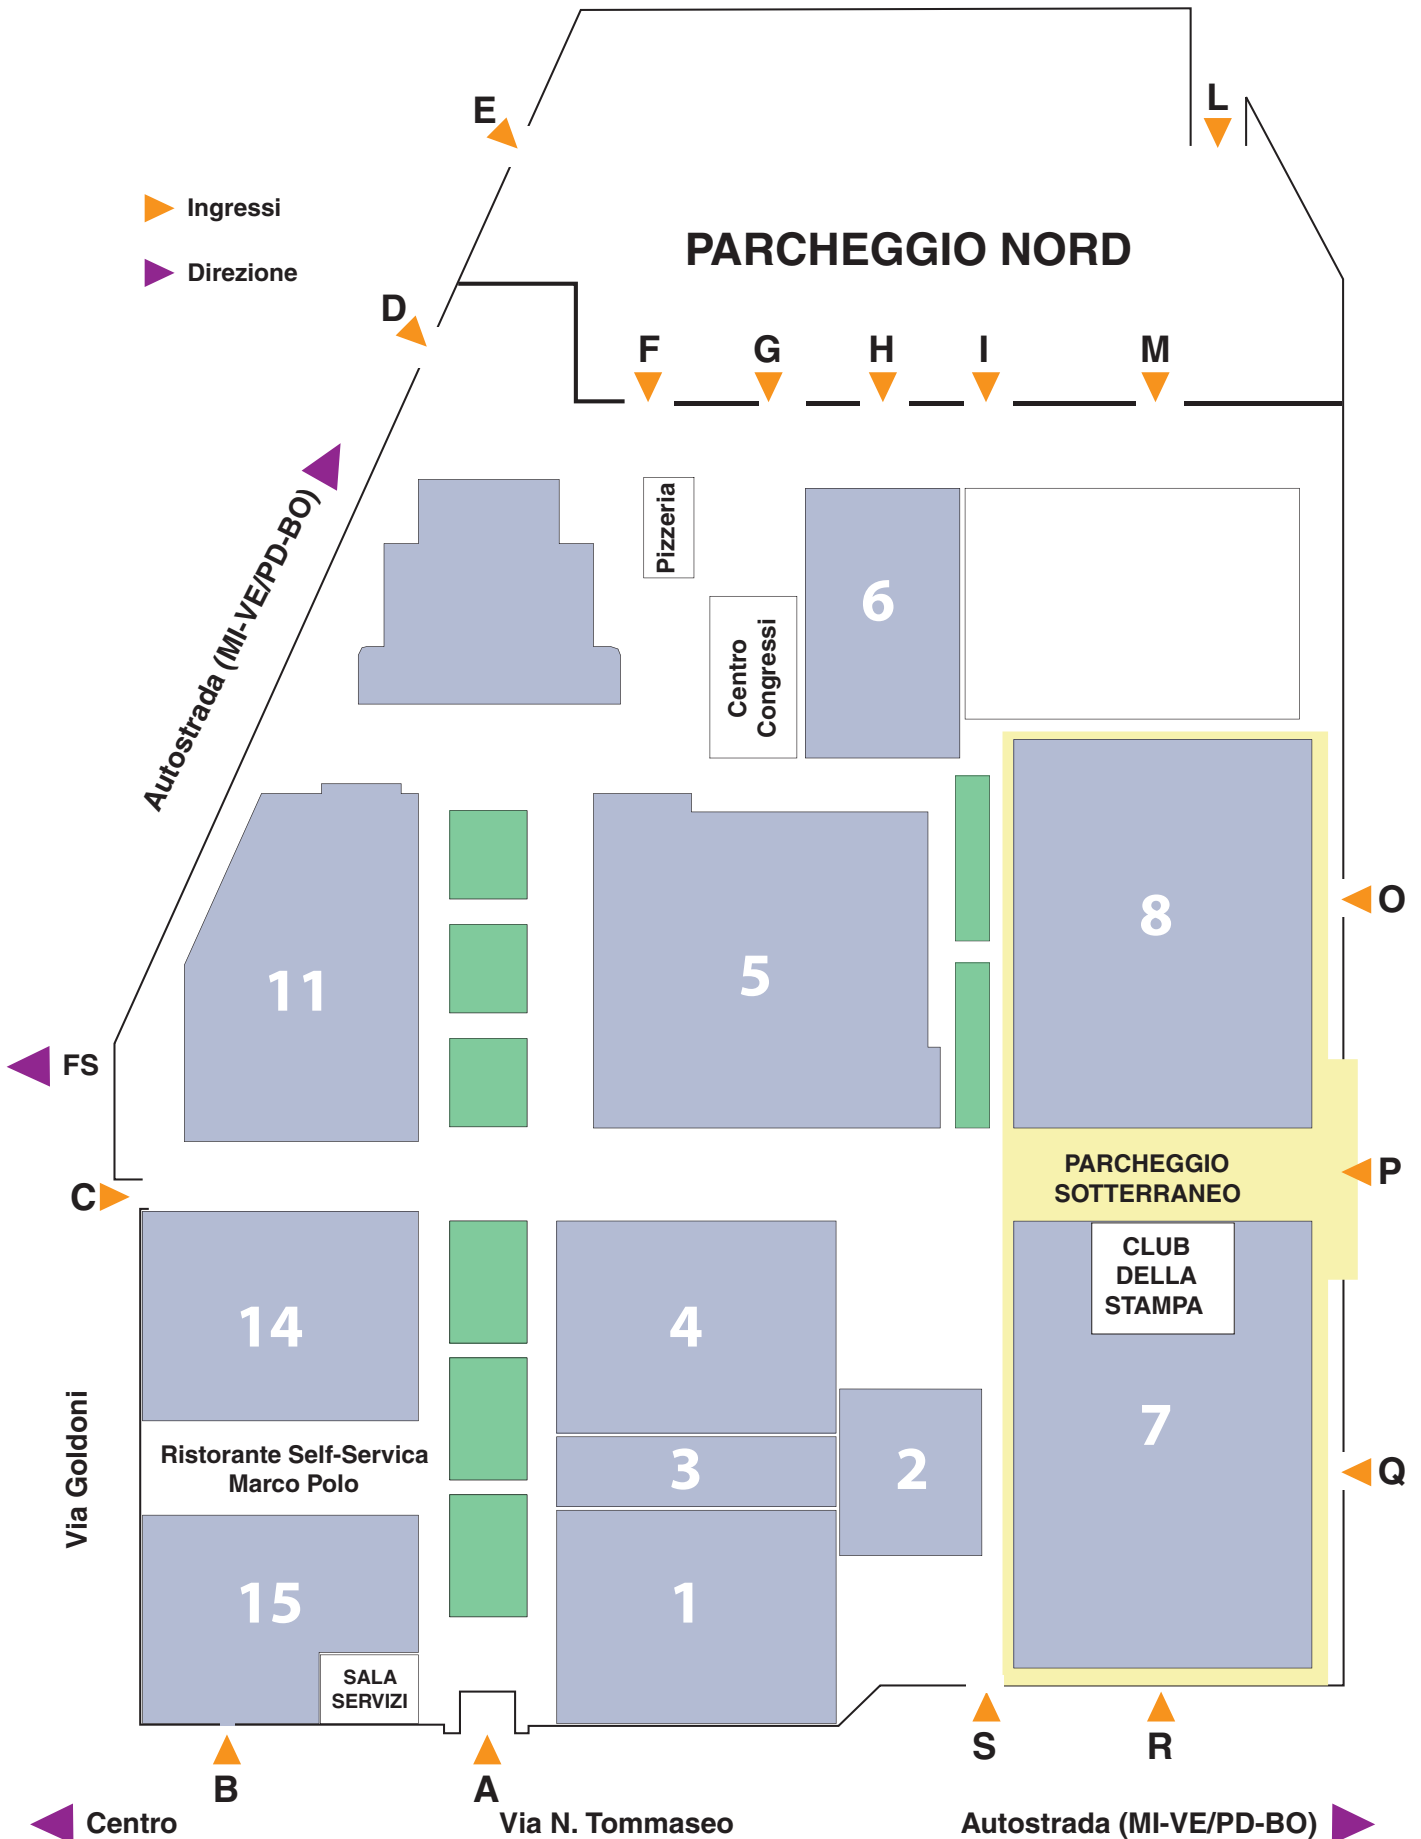 E
L
Ingressi
PARCHEGGIO NORD
Direzione
D
F
G
H
I
M
Autostrada (MI-VE/PD-BO)
Pizzeria
6
Centro
Congressi
8
O
11
5
FS
PARCHEGGIO
SOTTERRANEO
P
C
CLUB
DELLA
STAMPA
14
4
7
Via Goldoni
Ristorante Self-Servica
Marco Polo
3
2
Q
15
1
SALA
SERVIZI
S
R
B
A
Centro
Via N. Tommaseo
Autostrada (MI-VE/PD-BO)